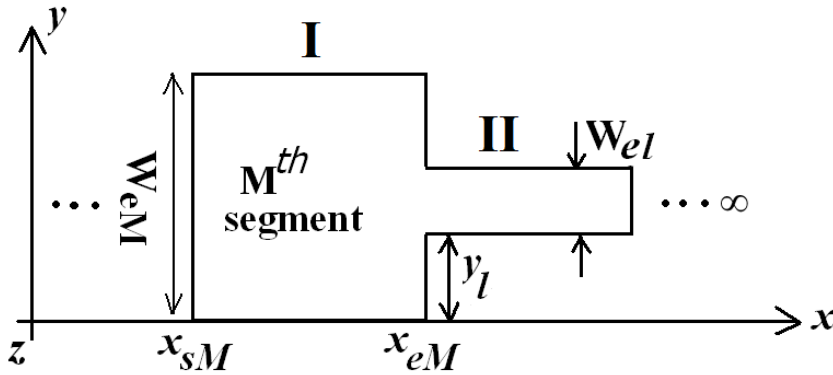 y
I
II
W_el
M^th
segment
W_eM
... 
... ∞
y_l
x
z
x_sM
x_eM